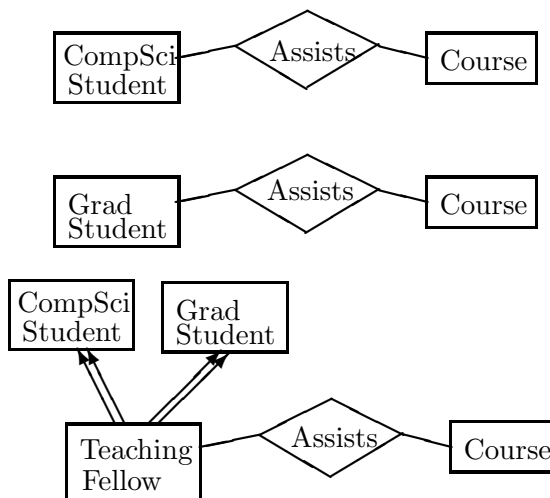 CompSci
Student
Assists
Course
Grad
Student
Assists
Course
CompSci
Student
Grad
Student
Teaching
Fellow
Assists
Course